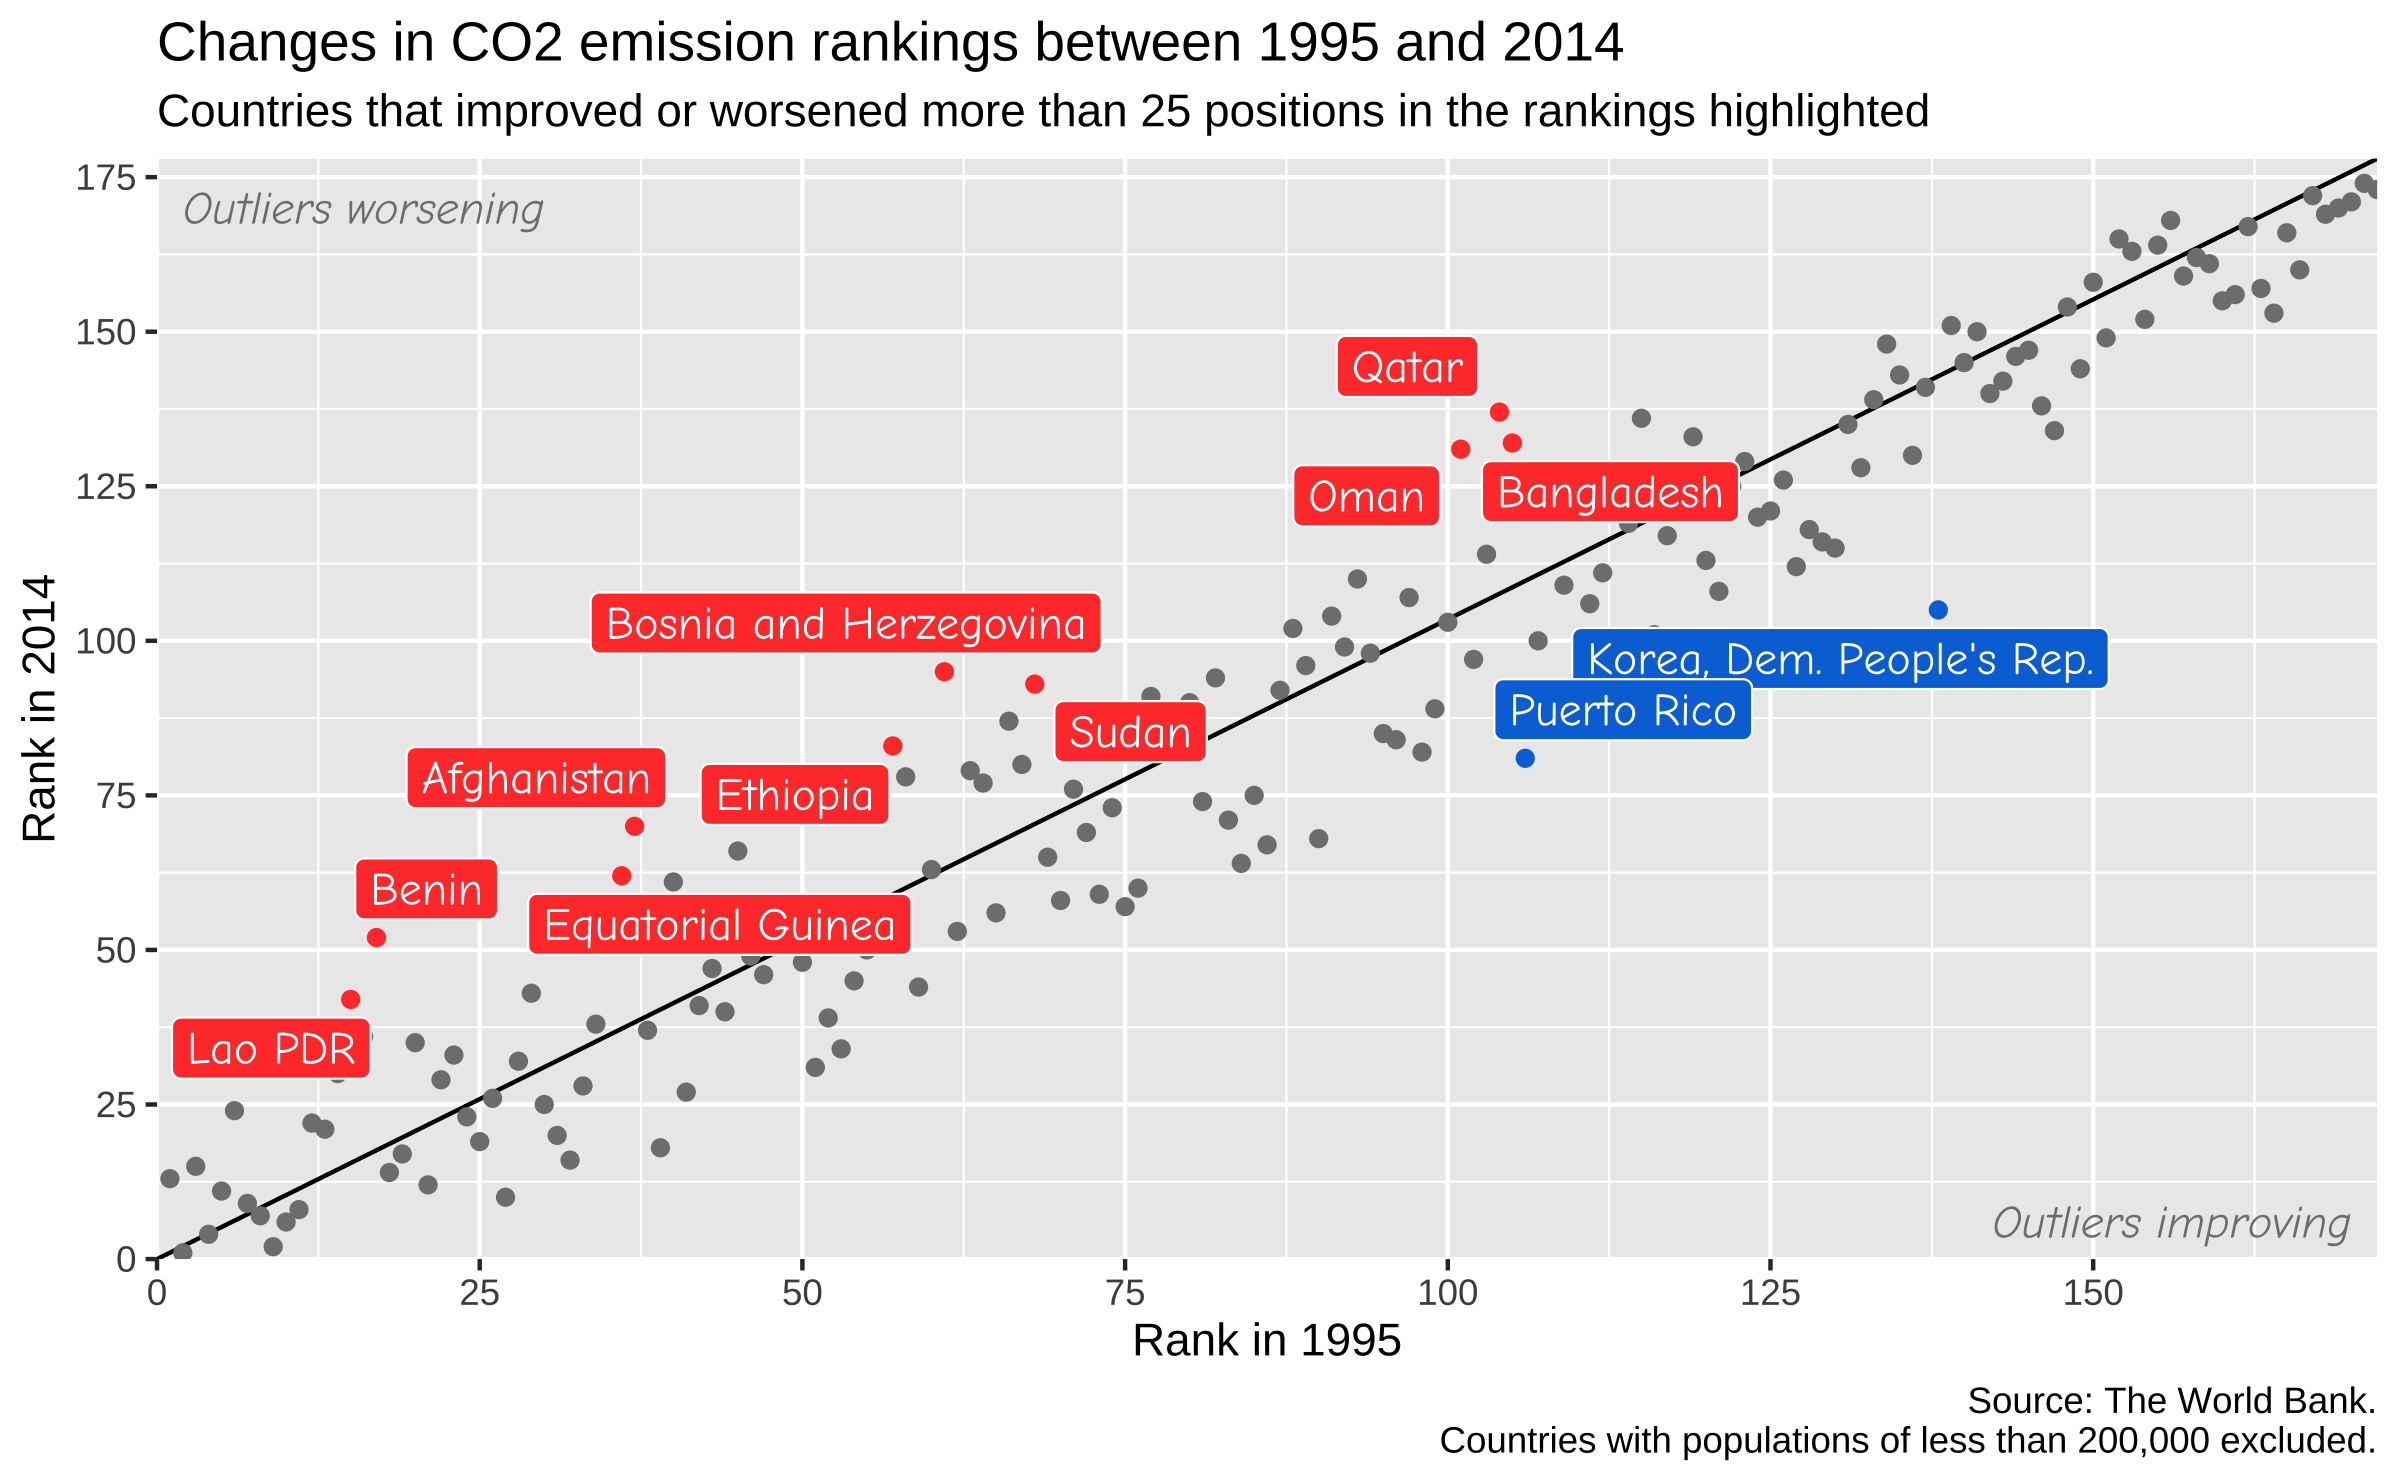 Changes in CO2 emission rankings between 1995 and 2014
Countries that improved or worsened more than 25 positions in the rankings highlighted
Rank in 2014
175
150
125
100
75
50
25
0
Outliers worsening
Qatar
Oman
Bangladesh
Bosnia and Herzegovina
Korea, Dem. People's Rep.
Puerto Rico
Sudan
Afghanistan
Ethiopia
Benin
Equatorial Guinea
Lao PDR
Outliers improving
0
25
50
75
100
125
150
Rank in 1995
Source: The World Bank.
Countries with populations of less than 200,000 excluded.